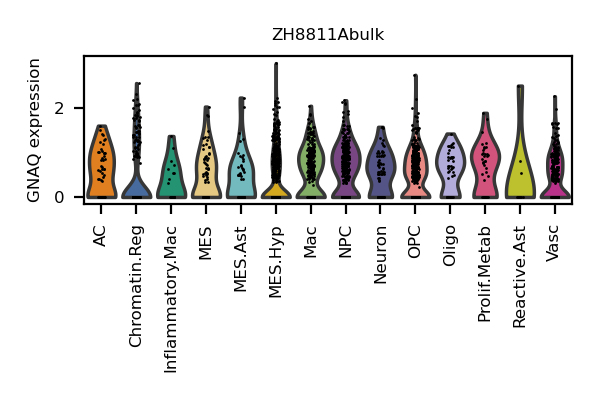 ZH8811Abulk
GNAQ expression
2
0
AC
Chromatin.Reg
Inflammatory.Mac
MES
MES.Ast
MES.Hyp
Mac
NPC
Neuron
OPC
Oligo
Prolif.Metab
Reactive.Ast
Vasc